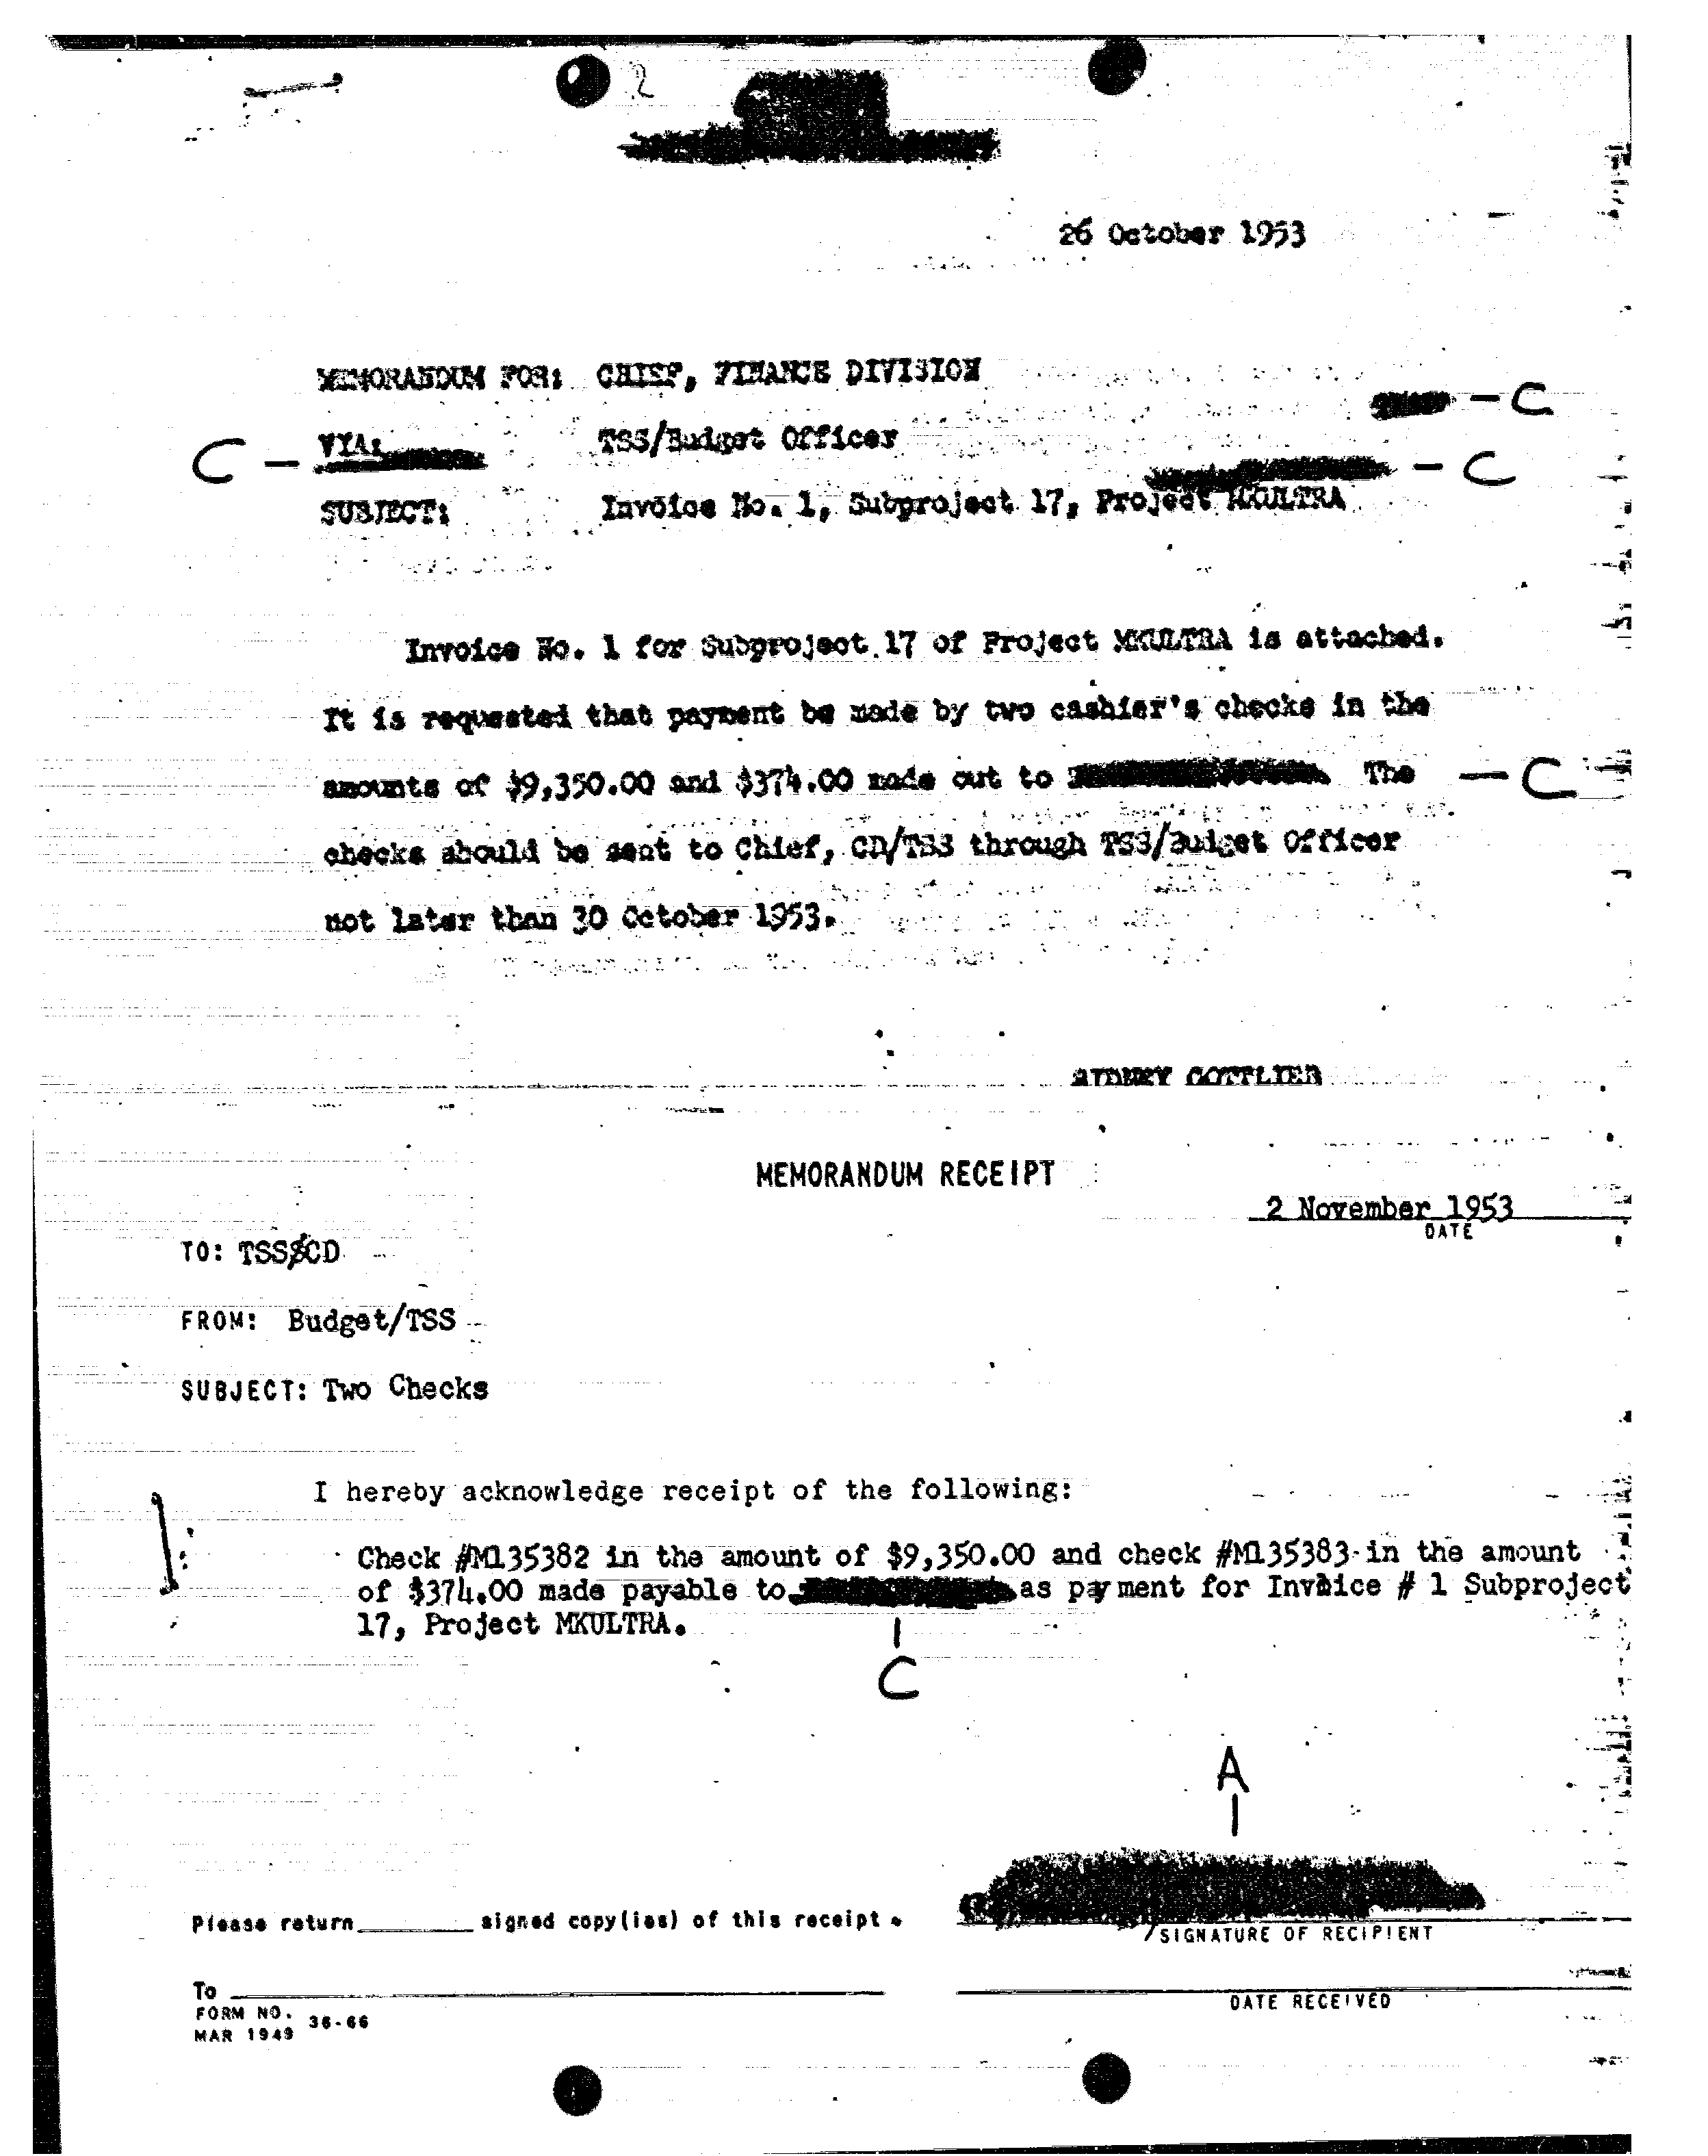 2
26 October 1953
MEMORANDUM FOR: CHIEF, FINANCE DIVISION
- C
VIA: TSS/Budget Officer
C -
- C
SUBJECT: Invoice No. 1, Subproject 17, Project MKULTRA
Invoice No. 1 for Subproject 17 of Project MKULTRA is attached.
It is requested that payment be made by two cashier's checks in the
amounts of $9,350.00 and $374.00 made out to The
- C
checks should be sent to Chief, CD/TSS through TSS/Budget Officer
not later than 30 October 1953.
SIDNEY GOTTLIEB
MEMORANDUM RECEIPT
2 November 1953
DATE
TO: TSS/CD
FROM: Budget/TSS
SUBJECT: Two Checks
I hereby acknowledge receipt of the following:
Check #M135382 in the amount of $9,350.00 and check #M135383 in the amount
of $374.00 made payable to as pay ment for Invoice # 1 Subproject
17, Project MKULTRA.
C
A
Please return signed copy(ies) of this receipt.
SIGNATURE OF RECIPIENT
To
DATE RECEIVED
FORM NO. 36-66
MAR 1949